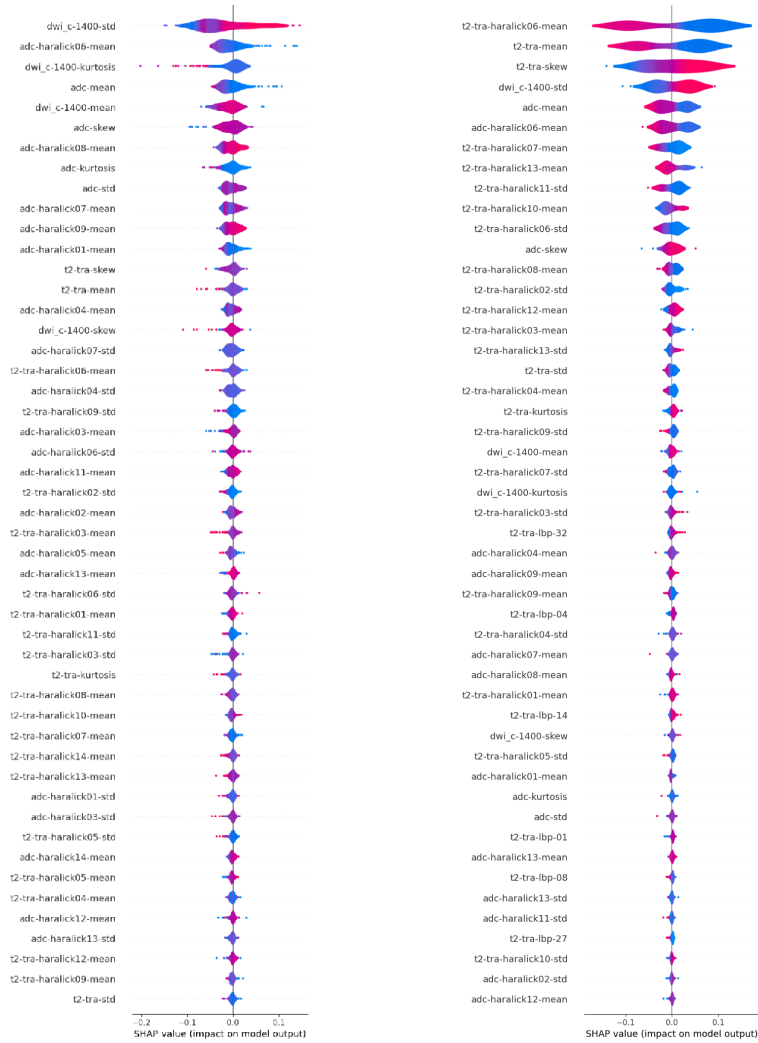 dwi_c-1400-std
adc-haralick06-mean
dwi_c-1400-kurtosis
adc-mean
dwi_c-1400-mean
adc-skew
adc-haralick08-mean
adc-kurtosis
adc-std
adc-haralick07-mean
adc-haralick09-mean
adc-haralick01-mean
t2-tra-skew
t2-tra-mean
adc-haralick04-mean
dwi_c-1400-skew
adc-haralick07-std
t2-tra-haralick06-mean
adc-haralick04-std
t2-tra-haralick09-std
adc-haralick03-mean
adc-haralick06-std
adc-haralick11-mean
t2-tra-haralick02-std
adc-haralick02-mean
t2-tra-haralick03-mean
adc-haralick05-mean
adc-haralick13-mean
t2-tra-haralick06-std
t2-tra-haralick01-mean
t2-tra-haralick11-std
t2-tra-haralick03-std
t2-tra-kurtosis
t2-tra-haralick08-mean
t2-tra-haralick10-mean
t2-tra-haralick07-mean
t2-tra-haralick14-mean
t2-tra-haralick13-mean
adc-haralick01-std
adc-haralick03-std
t2-tra-haralick05-std
adc-haralick14-mean
t2-tra-haralick05-mean
t2-tra-haralick04-mean
adc-haralick12-mean
adc-haralick13-std
t2-tra-haralick12-mean
t2-tra-haralick09-mean
t2-tra-std
−0.2 −0.1 0.0 0.1
SHAP value (impact on model output)
t2-tra-haralick06-mean
t2-tra-mean
t2-tra-skew
dwi_c-1400-std
adc-mean
adc-haralick06-mean
t2-tra-haralick07-mean
t2-tra-haralick13-mean
t2-tra-haralick11-std
t2-tra-haralick10-mean
t2-tra-haralick06-std
adc-skew
t2-tra-haralick08-mean
t2-tra-haralick02-std
t2-tra-haralick12-mean
t2-tra-haralick03-mean
t2-tra-haralick13-std
t2-tra-std
t2-tra-haralick04-mean
t2-tra-kurtosis
t2-tra-haralick09-std
dwi_c-1400-mean
t2-tra-haralick07-std
dwi_c-1400-kurtosis
t2-tra-haralick03-std
t2-tra-lbp-32
adc-haralick04-mean
adc-haralick09-mean
t2-tra-haralick09-mean
t2-tra-lbp-04
t2-tra-haralick04-std
adc-haralick07-mean
adc-haralick08-mean
t2-tra-haralick01-mean
t2-tra-lbp-14
dwi_c-1400-skew
t2-tra-haralick05-std
adc-haralick01-mean
adc-kurtosis
adc-std
t2-tra-lbp-01
adc-haralick13-mean
t2-tra-lbp-08
adc-haralick13-std
adc-haralick11-std
t2-tra-lbp-27
t2-tra-haralick10-std
adc-haralick02-std
adc-haralick12-mean
−0.1 0.0 0.1
SHAP value (impact on model output)